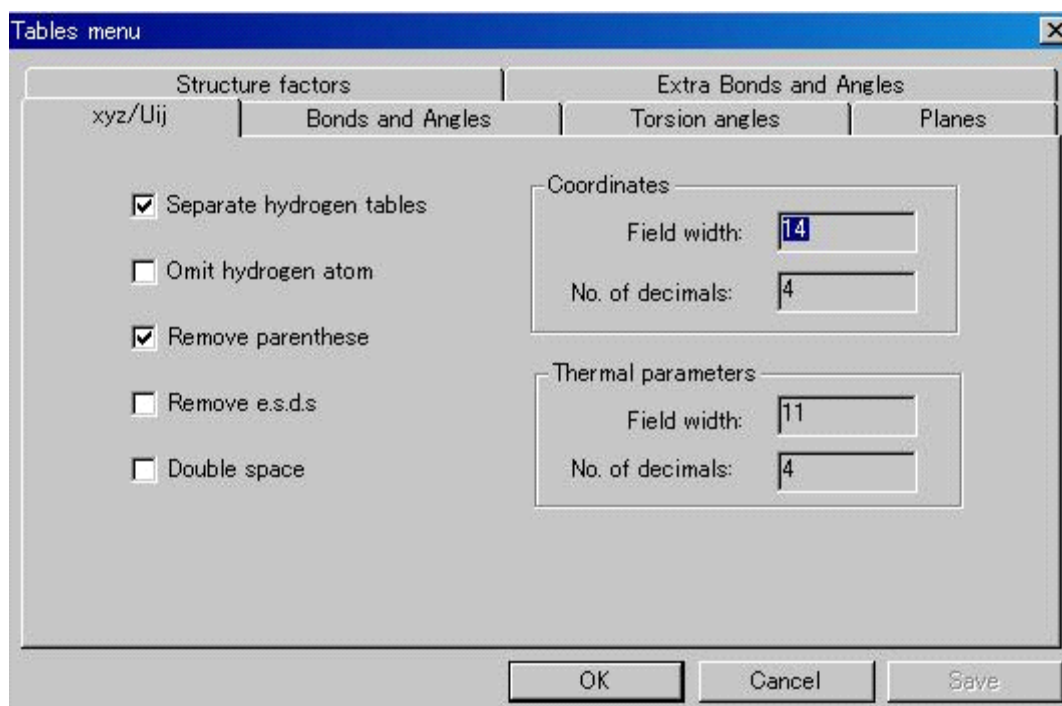 Tables menu
Structure factors
Extra Bonds and Angles
xyz/Uij
Bonds and Angles
Torsion angles
Planes
Separate hydrogen tables
Omit hydrogen atom
Remove parenthese
Remove e.s.d.s
Double space
Coordinates
Field width: 14
No. of decimals: 4
Thermal parameters
Field width: 11
No. of decimals: 4
OK
Cancel
Save